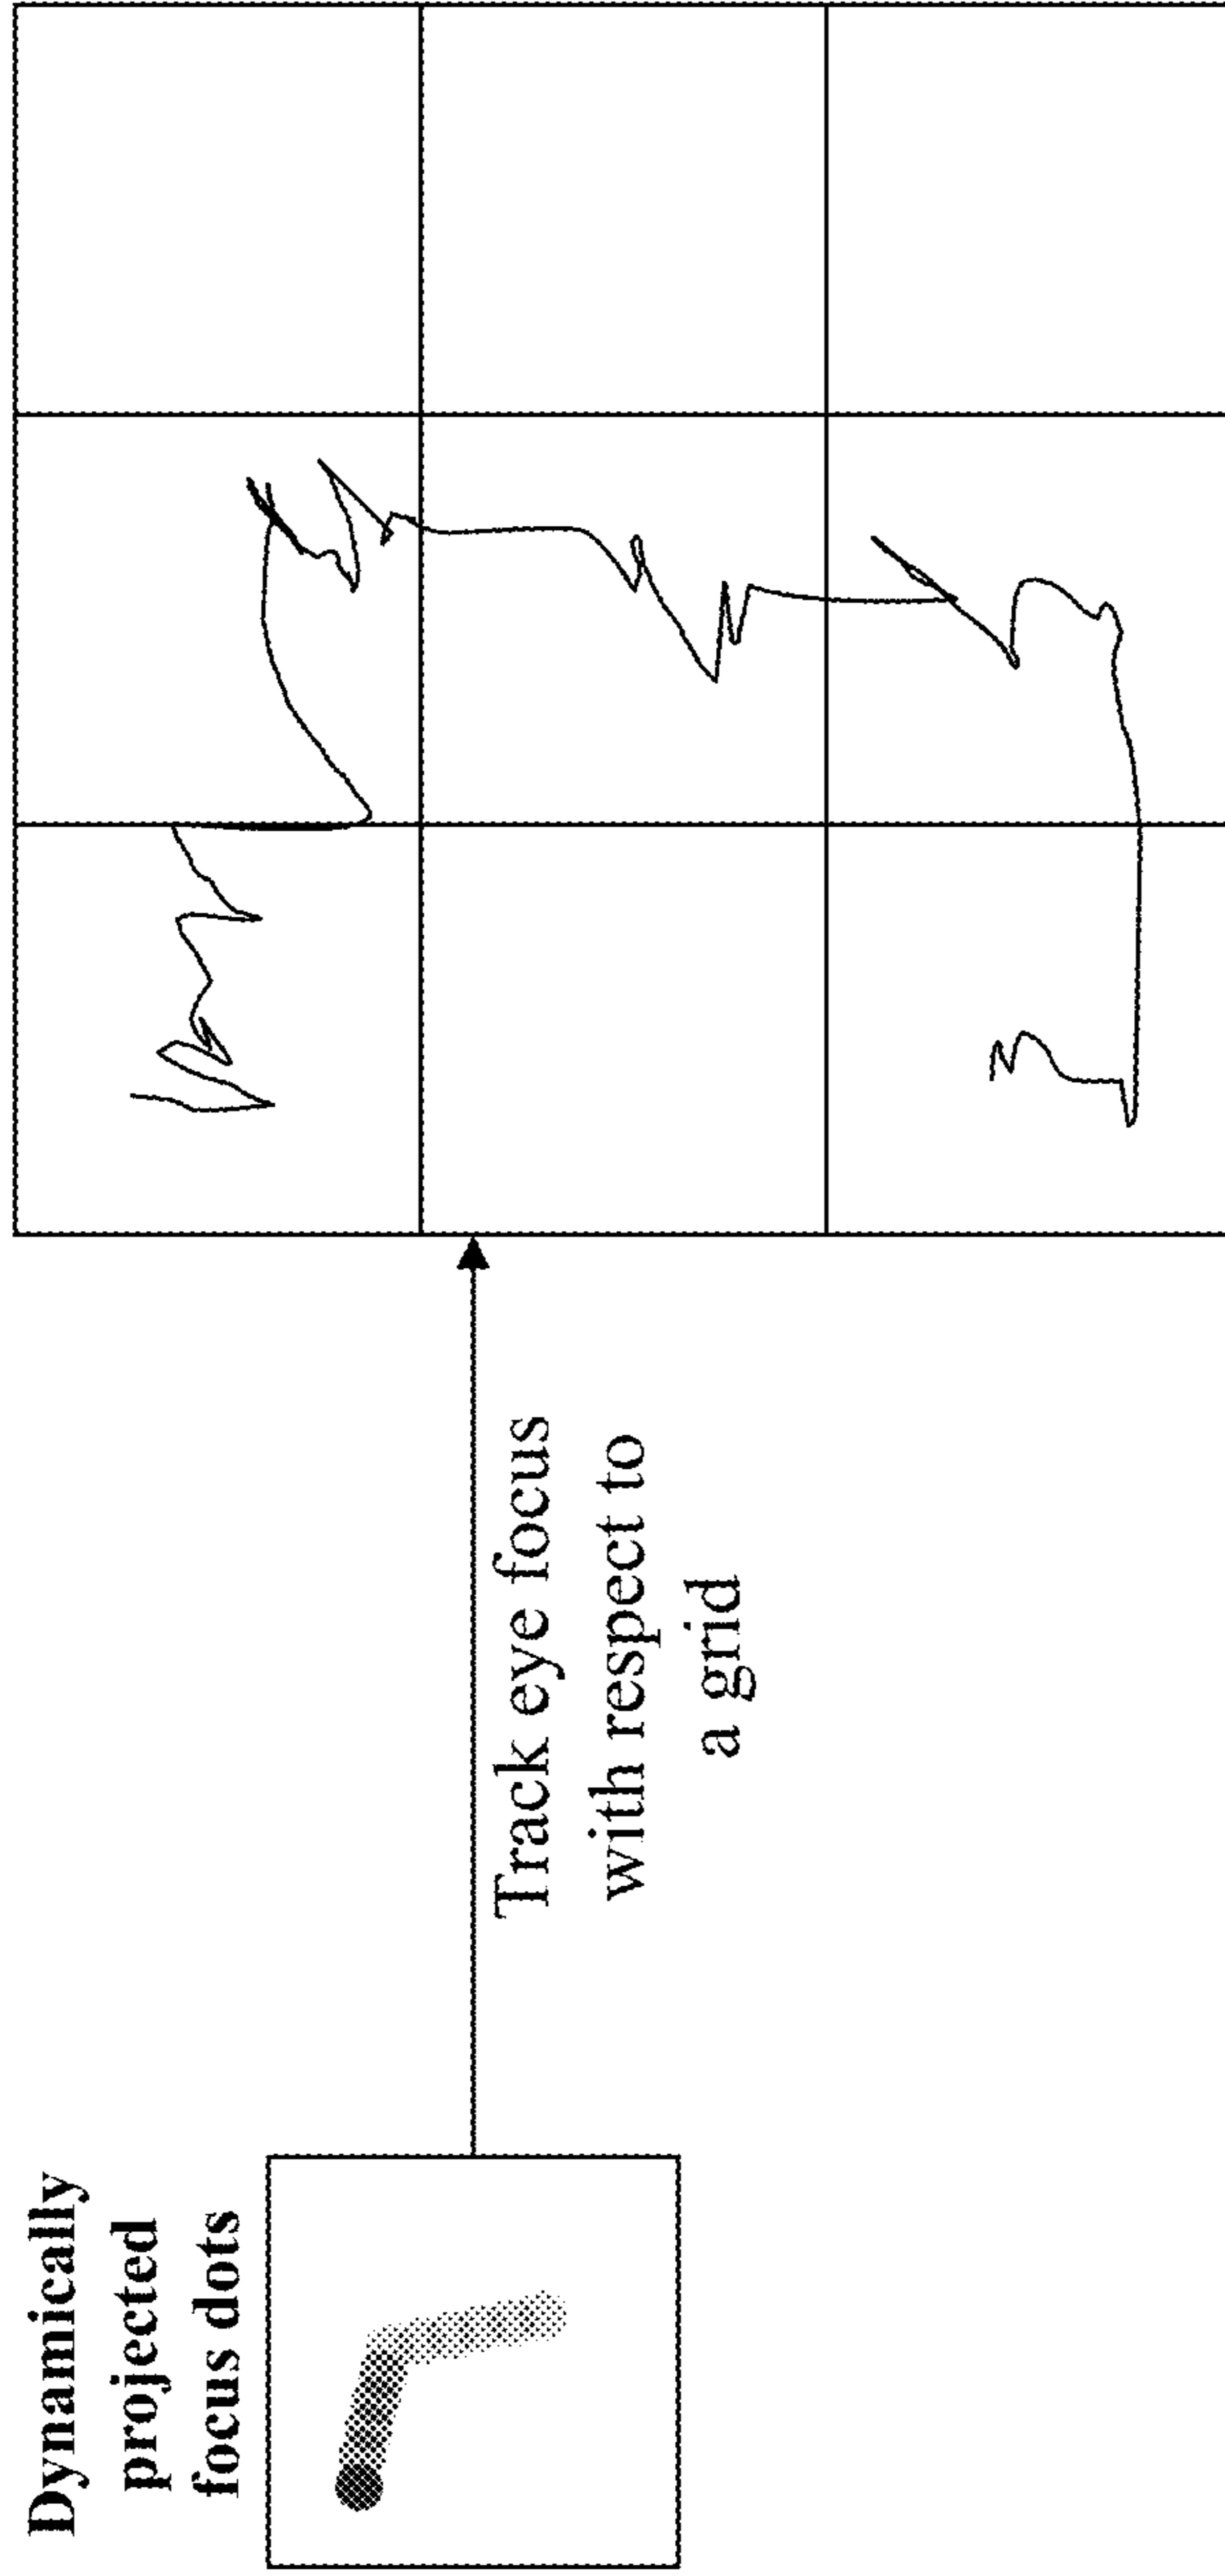 Dynamically
projected
focus dots
Track eye focus
with respect to
a grid